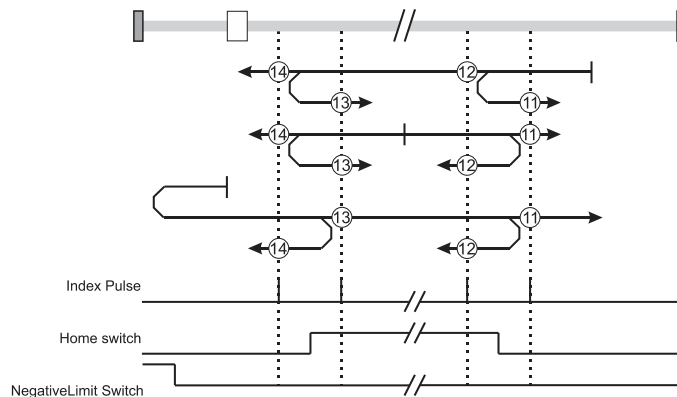 14 12
13 11
14 11
13 12
13 11
14 12
Index Pulse
Home switch
NegativeLimit Switch